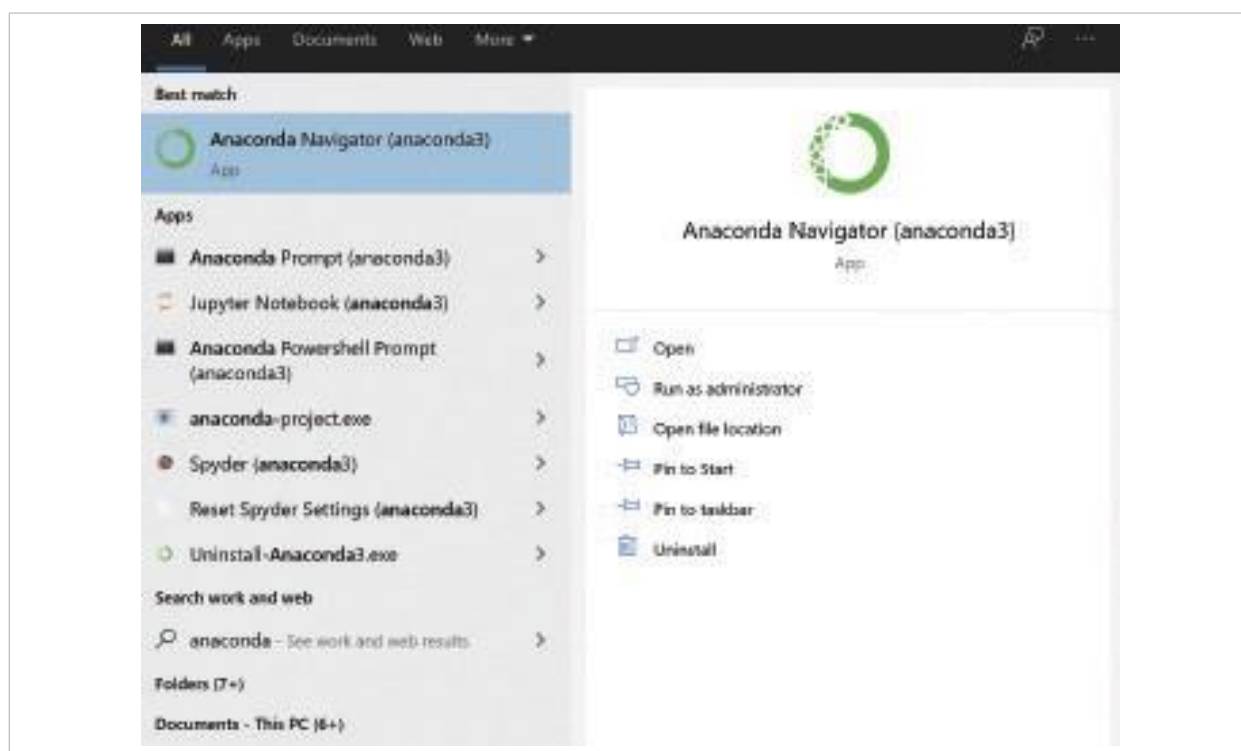 All Apps Documents Web More
Best match
Anaconda Navigator (anaconda3)
App
Apps
Anaconda Prompt (anaconda3)
Jupyter Notebook (anaconda3)
Anaconda Powershell Prompt
(anaconda3)
anaconda-project.exe
Spyder (anaconda3)
Reset Spyder Settings (anaconda3)
Uninstall-Anaconda3.exe
Search work and web
anaconda - See work and web results
Folders (7+)
Documents - This PC (6+)
Anaconda Navigator (anaconda3)
App
Open
Run as administrator
Open file location
Pin to Start
Pin to taskbar
Uninstall